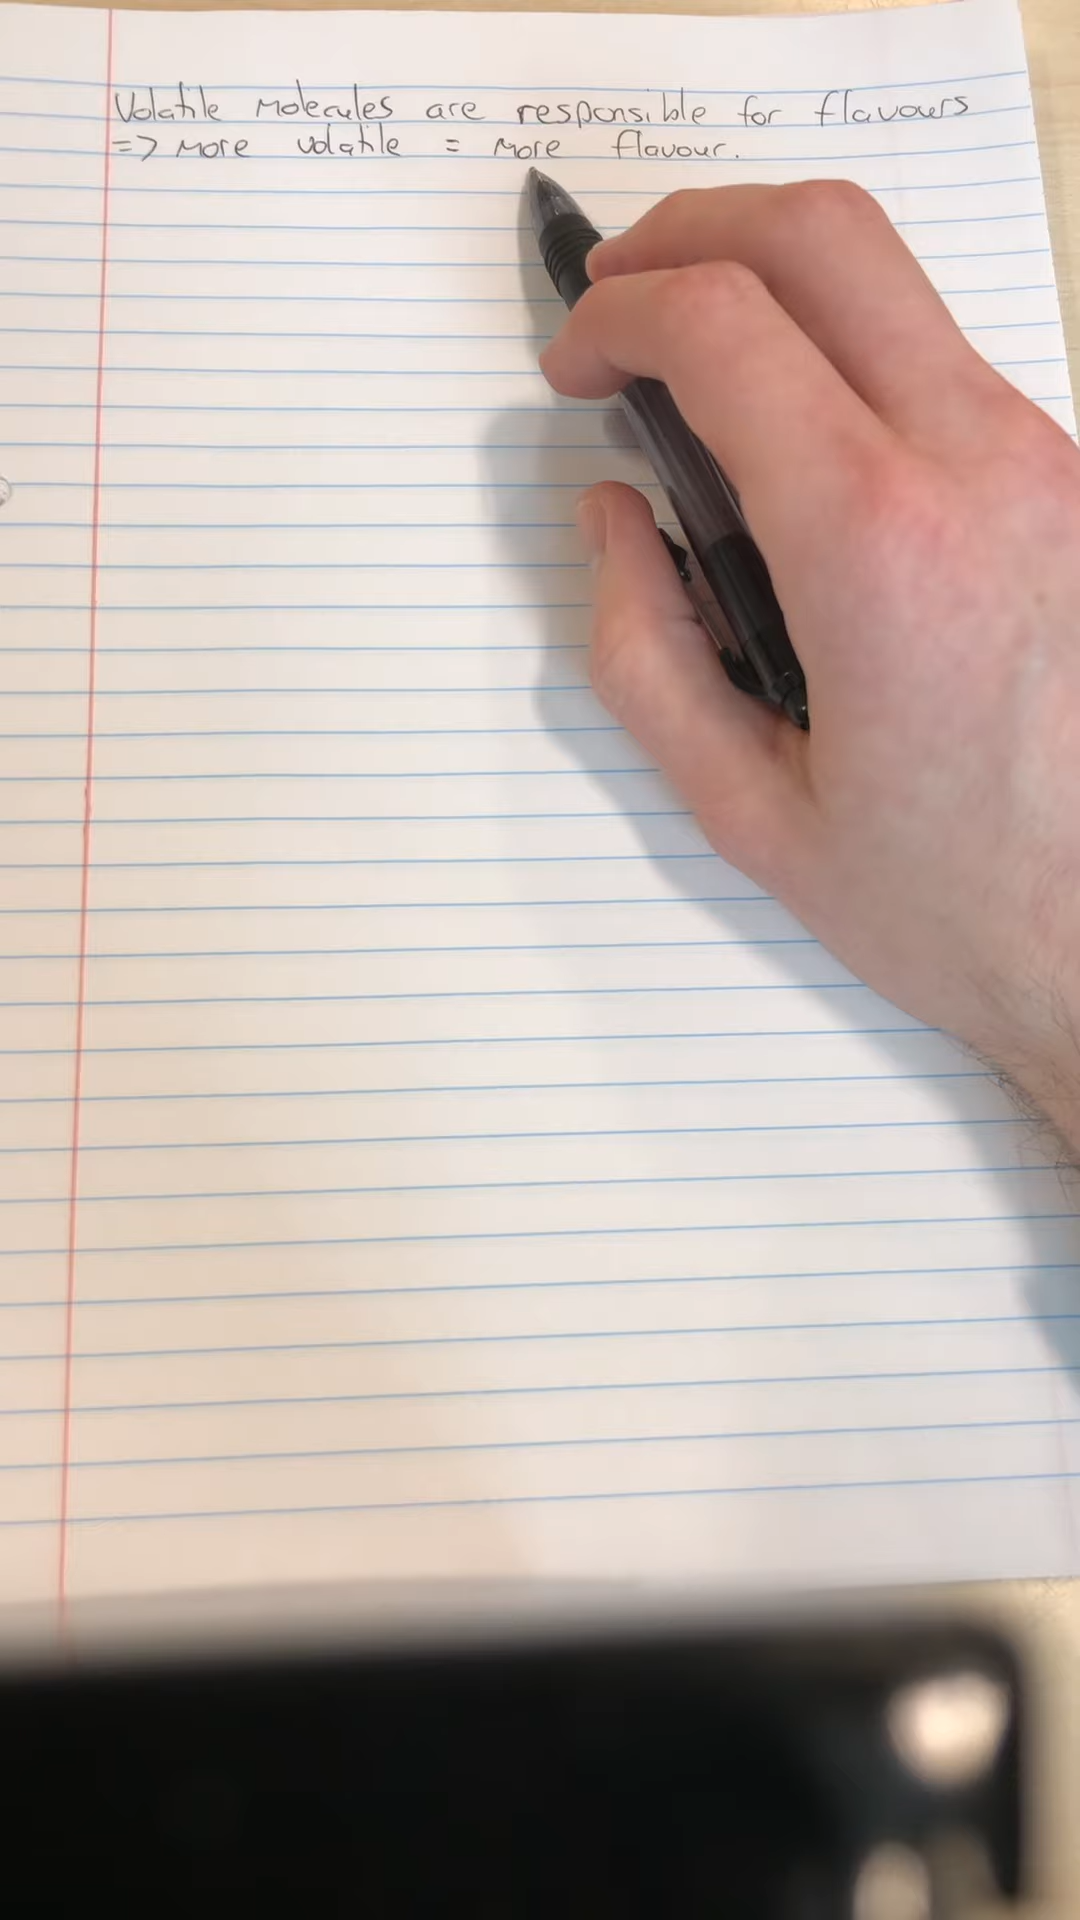 Volatile molecules are responsible for flavours
=> More volatile = more flavour.